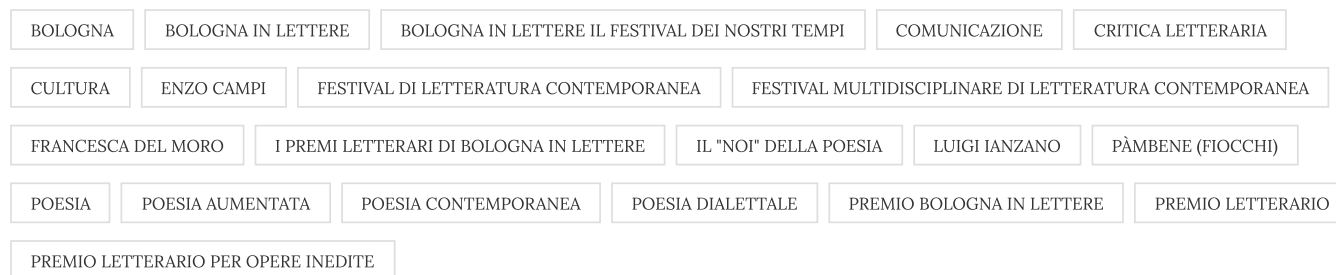 BOLOGNA BOLOGNA IN LETTERE BOLOGNA IN LETTERE IL FESTIVAL DEI NOSTRI TEMPI COMUNICAZIONE CRITICA LETTERARIA
CULTURA ENZO CAMPI FESTIVAL DI LETTERATURA CONTEMPORANEA FESTIVAL MULTIDISCIPLINARE DI LETTERATURA CONTEMPORANEA
FRANCESCA DEL MORO I PREMI LETTERARI DI BOLOGNA IN LETTERE IL "NOI" DELLA POESIA LUIGI IANZANO PÀMBENE (FIOCCHI)
POESIA POESIA AUMENTATA POESIA CONTEMPORANEA POESIA DIALETTALE PREMIO BOLOGNA IN LETTERE PREMIO LETTERARIO
PREMIO LETTERARIO PER OPERE INEDITE